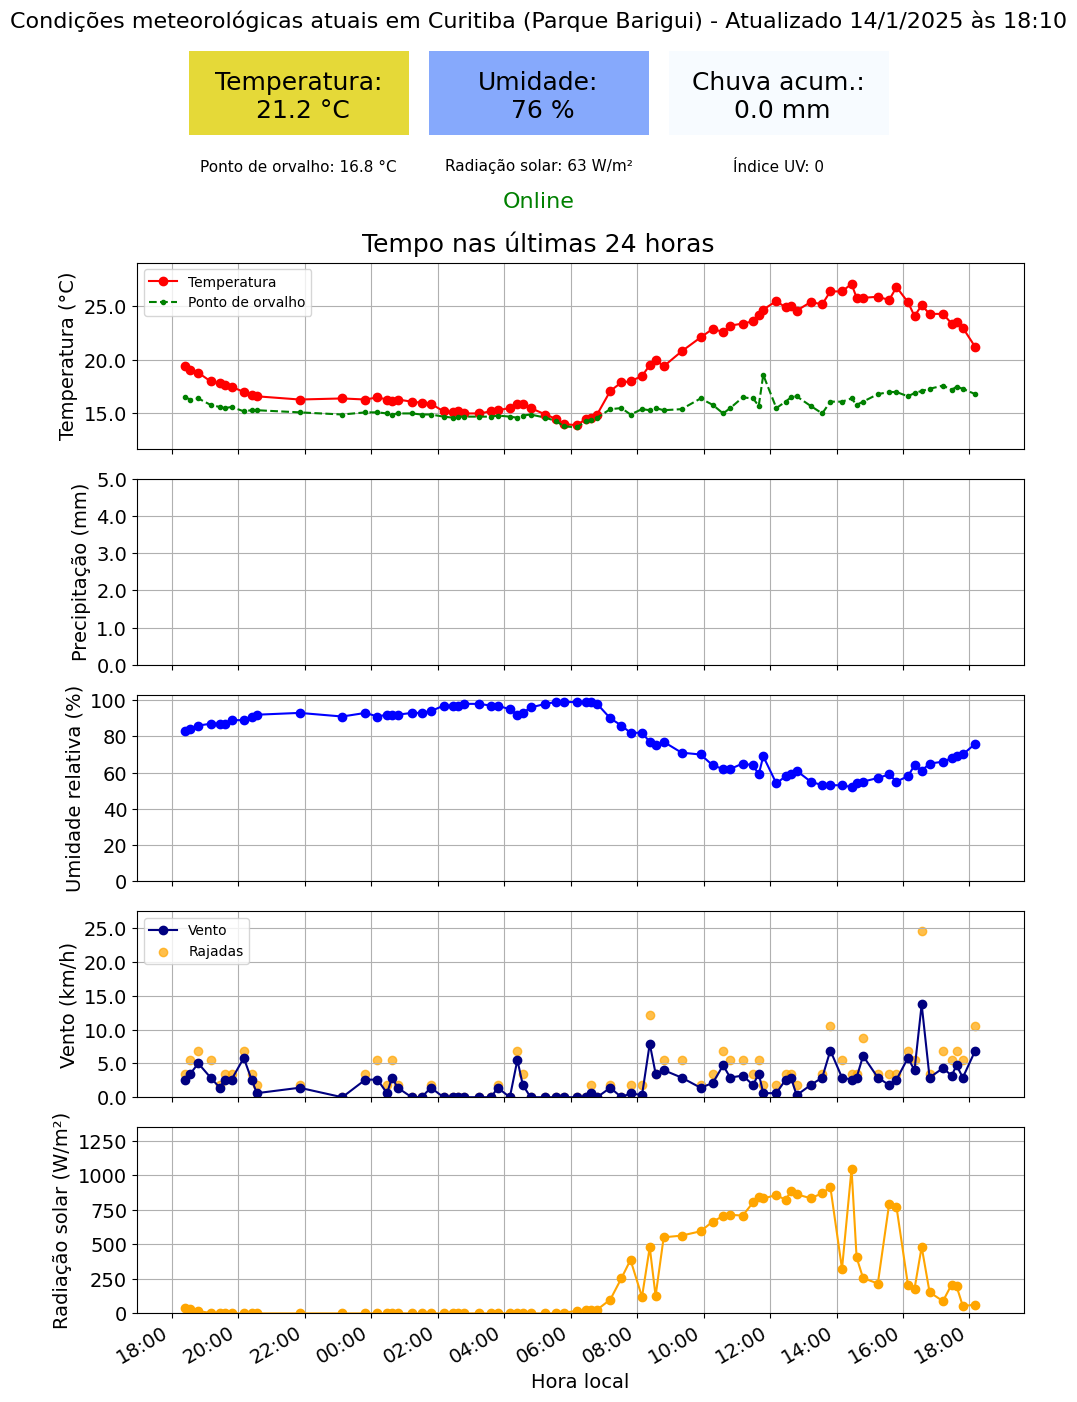 Condições meteorológicas atuais em Curitiba (Parque Barigui) - Atualizado 14/1/2025 às 18:10
Temperatura:
21.2 °C
Umidade:
76 %
Chuva acum.:
0.0 mm
Ponto de orvalho: 16.8 °C
Radiação solar: 63 W/m²
Índice UV: 0
Online
Tempo nas últimas 24 horas
Temperatura (°C)
25.0
20.0
15.0
Temperatura
Ponto de orvalho
Precipitação (mm)
5.0
4.0
3.0
2.0
1.0
0.0
Umidade relativa (%)
100
80
60
40
20
0
Vento (km/h)
25.0
20.0
15.0
10.0
5.0
0.0
Vento
Rajadas
Radiação solar (W/m²)
1250
1000
750
500
250
0
18:00
20:00
22:00
00:00
02:00
04:00
06:00
08:00
10:00
12:00
14:00
16:00
18:00
Hora local